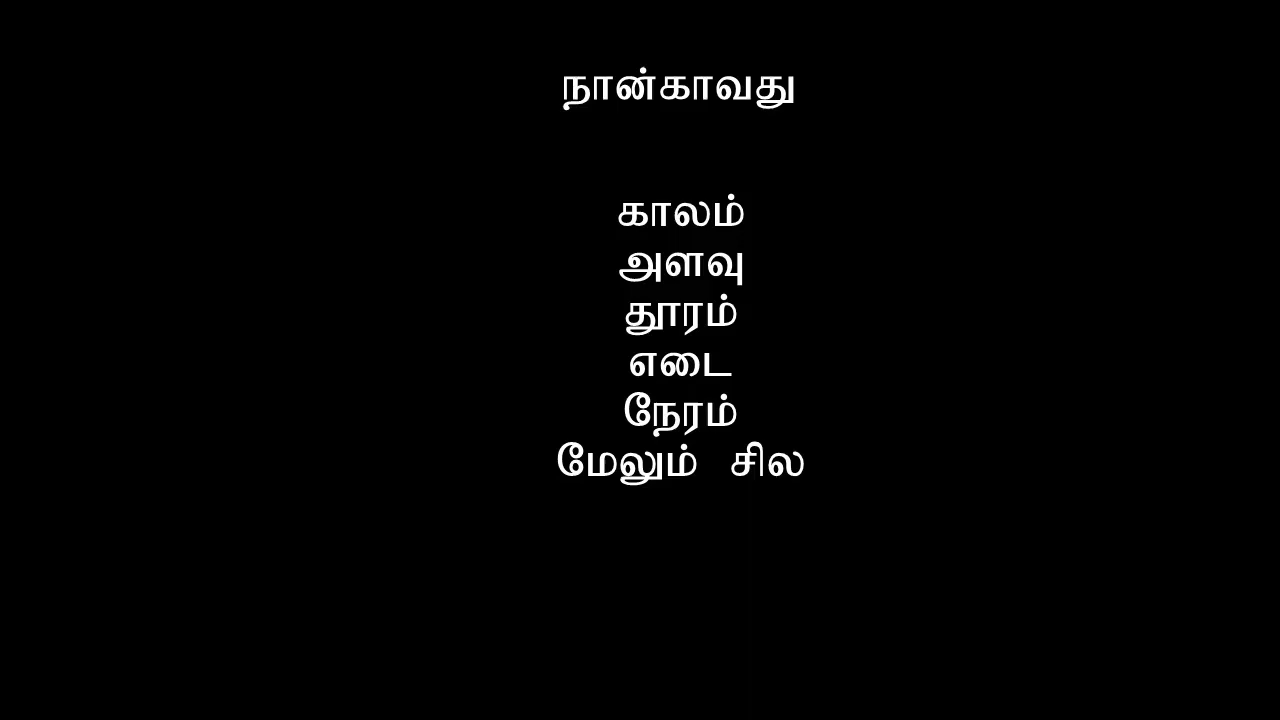 நான்காவது
காலம்
அளவு
தூரம்
எடை
நேரம்
மேலும் சில